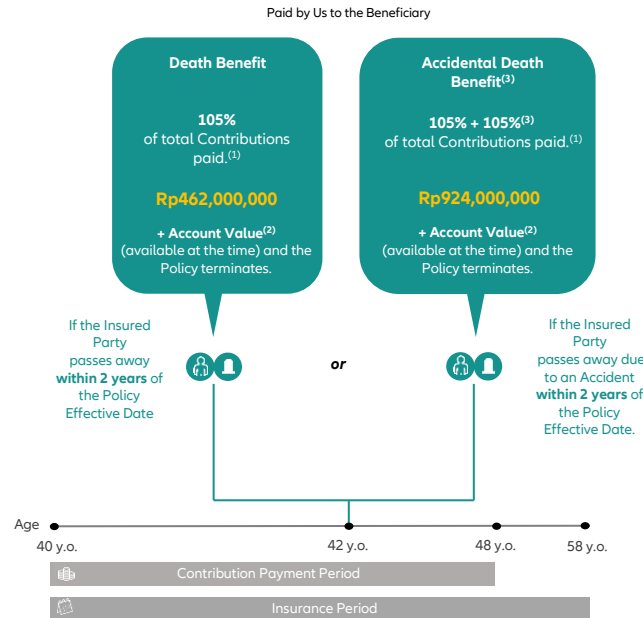 Paid by Us to the Beneficiary
Death Benefit
105%
of total Contributions
paid.(1)
Rp462,000,000
+ Account Value(2)
(available at the time) and the
Policy terminates.
Accidental Death
Benefit(3)
105% + 105%(3)
of total Contributions paid.(1)
Rp924,000,000
+ Account Value(2)
(available at the time) and the
Policy terminates.
If the Insured
Party
passes away
within 2 years of
the Policy
Effective Date
or
If the Insured
Party
passes away due
to an Accident
within 2 years of
the Policy
Effective Date.
Age
40 y.o.
42 y.o.
48 y.o.
58 y.o.
Contribution Payment Period
Insurance Period